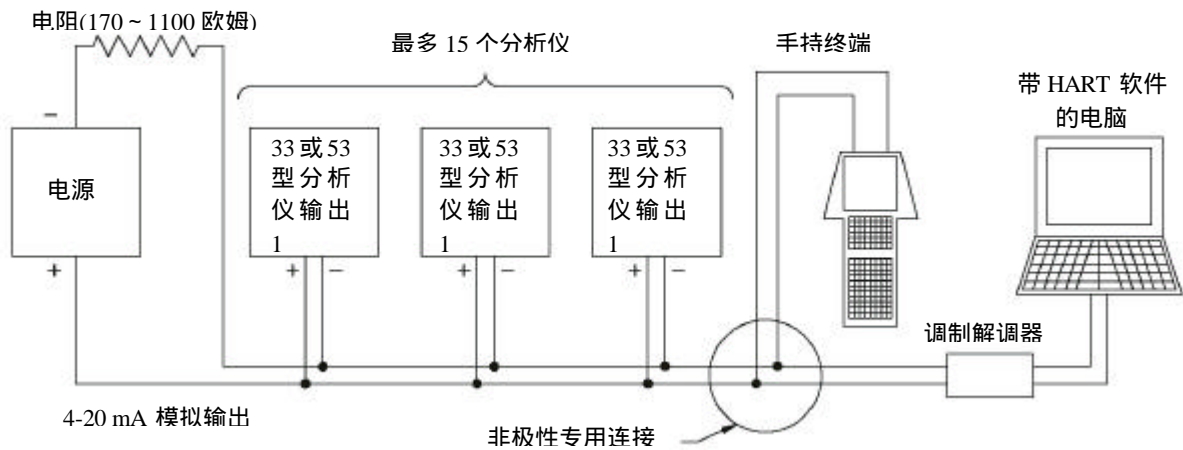 电阻(170~1100 欧姆)
最多 15 个分析仪
手持终端
带 HART 软件
的电脑
−
电源
+
33 或 53
型分析
仪输出
1
+ −
33 或 53
型分析
仪输出
1
+ −
33 或 53
型分析
仪输出
1
+ −
调制解调器
4-20 mA 模拟输出
非极性专用连接